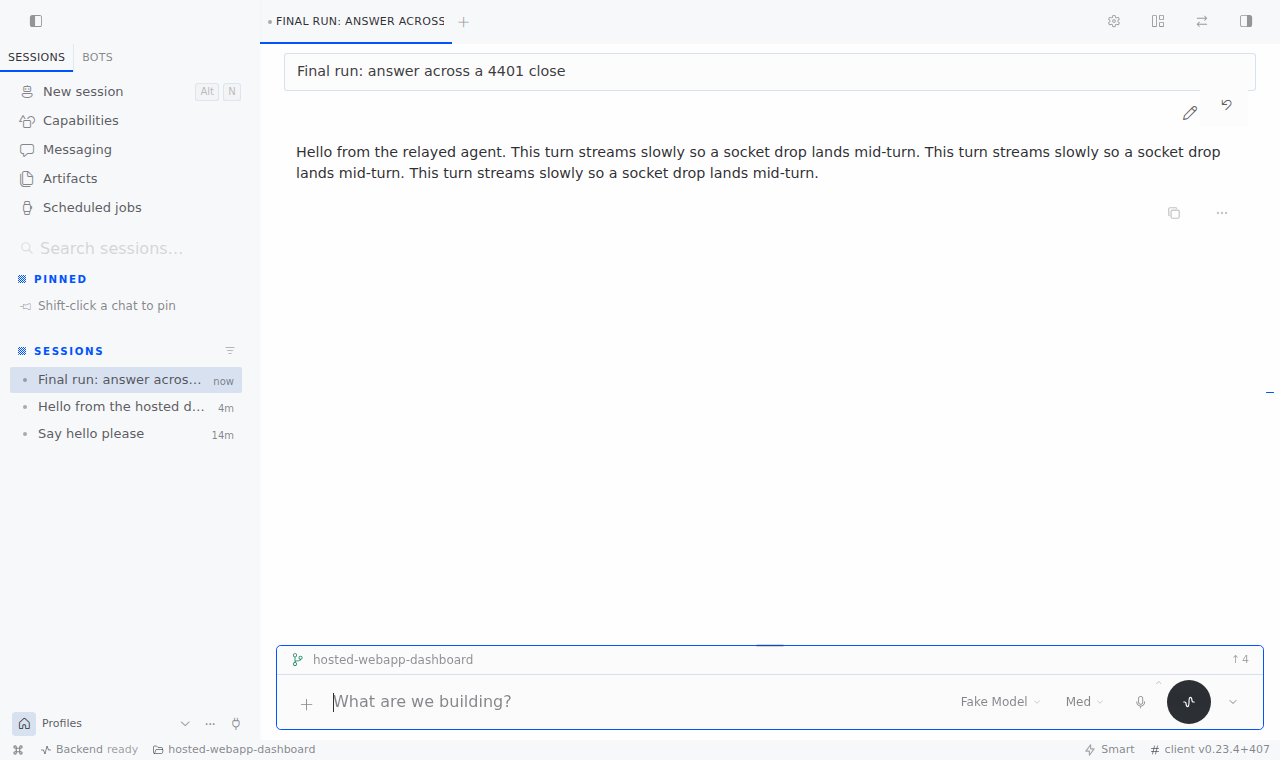 FINAL RUN: ANSWER ACROSS
SESSIONS
BOTS
New session
Alt N
Capabilities
Messaging
Artifacts
Scheduled jobs
Search sessions...
PINNED
Shift-click a chat to pin
SESSIONS
Final run: answer acros... now
Hello from the hosted d... 4m
Say hello please 14m
Profiles
Final run: answer across a 4401 close
Hello from the relayed agent. This turn streams slowly so a socket drop lands mid-turn. This turn streams slowly so a socket drop
lands mid-turn. This turn streams slowly so a socket drop lands mid-turn.
hosted-webapp-dashboard
↑ 4
What are we building?
Fake Model
Med
Backend ready
hosted-webapp-dashboard
Smart
client v0.23.4+407